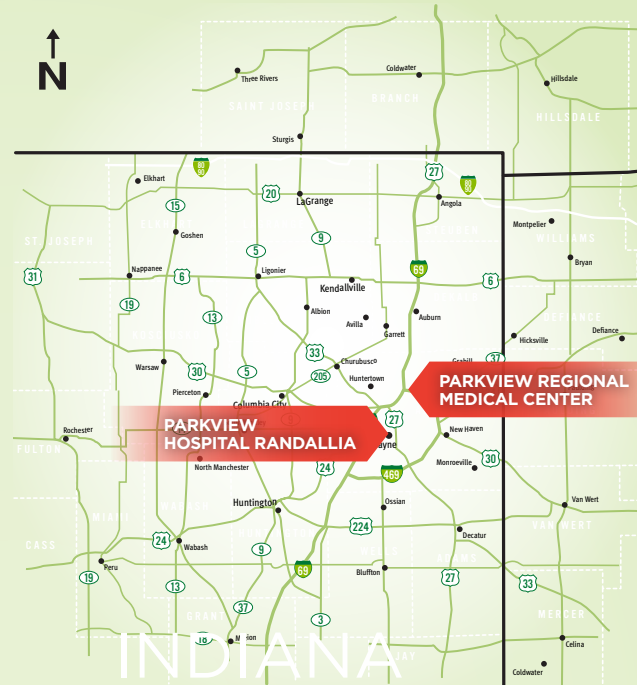 N
Three Rivers
Coldwater
Hillsdale
SAINT JOSEPH
BRANCH
HILLSDALE
Sturgis
80
90
27
80
90
Elkhart
20
LaGrange
Angola
15
Goshen
9
ST. JOSEPH
5
Montpelier
WILLIAMS
Bryan
31
Nappanee
6
Ligonier
69
6
Kendallville
19
13
Albion
Avilla
Auburn
Garrett
DEFIANCE
Defiance
Hicksville
33
Warsaw
30
5
Churubusco
205
37
Huntertown
Pierceton
Columbia City
PARKVIEW REGIONAL
MEDICAL CENTER
PARKVIEW
HOSPITAL RANDALLIA
27
Rochester
New Haven
FULTON
North Manchester
24
469
Monroeville
30
Huntington
Ossian
Van Wert
MIAMI
224
VAN WERT
CASS
24
Wabash
Decatur
9
Peru
69
Bluffton
ADAMS
19
13
27
33
37
GRANT
3
MERCER
18
Marion
Celina
INDIANA
JAY
Coldwater